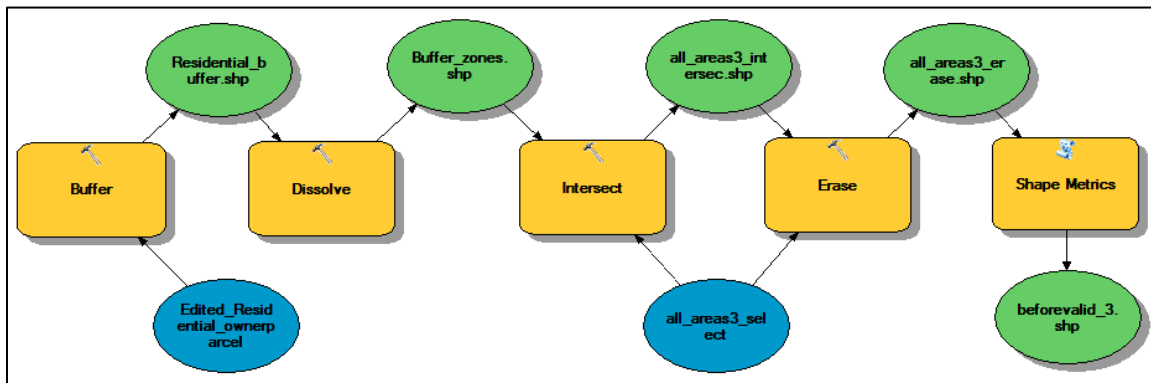 Residential_b
uffer.shp
Buffer_zones.
shp
all_areas3_int
ersec.shp
all_areas3_er
ase.shp
Buffer
Dissolve
Intersect
Erase
Shape Metrics
Edited_Resid
ential_ownerp
arcel
all_areas3_sel
ect
beforevalid_3.
shp